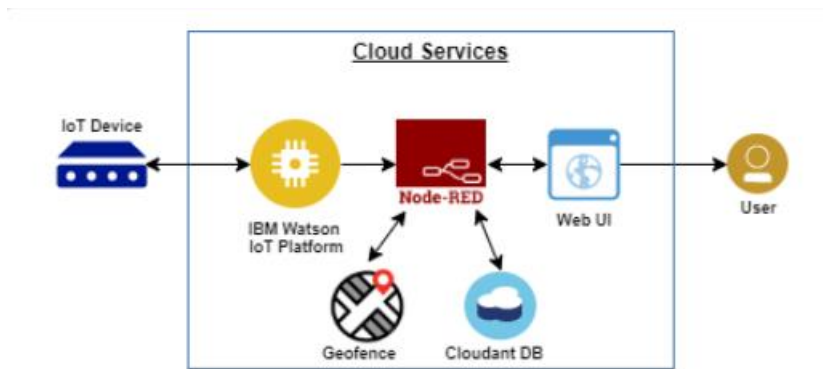 Cloud Services
IoT Device
Node-RED
IBM Watson
IoT Platform
Web UI
User
Geofence
Cloudant DB